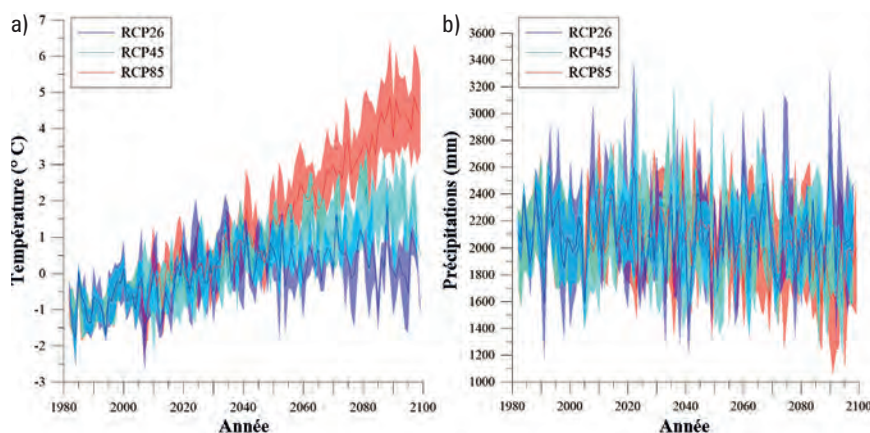 a)
RCP26
RCP45
RCP85
Température (° C)
7
6
5
4
3
2
1
0
-1
-2
-3
1980 2000 2020 2040 2060 2080 2100
Année
b)
RCP26
RCP45
RCP85
Précipitations (mm)
3600
3400
3200
3000
2800
2600
2400
2200
2000
1800
1600
1400
1200
1000
1980 2000 2020 2040 2060 2080 2100
Année